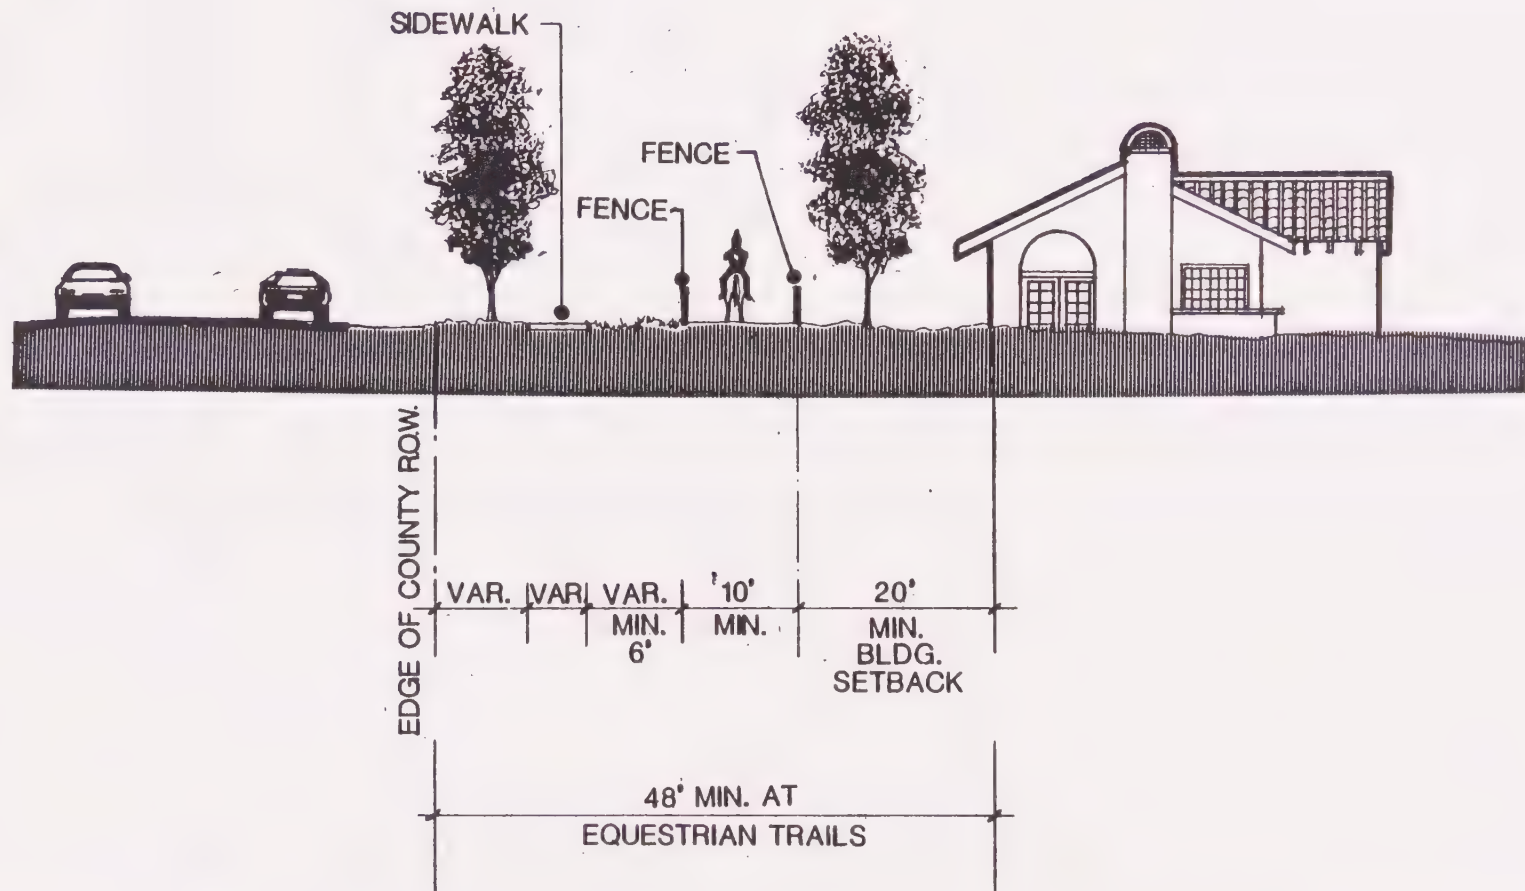 SIDEWALK
FENCE
FENCE
EDGE OF COUNTY R.O.W.
VAR. VAR. VAR. 10' 20'
MIN. MIN. MIN.
6' BLDG.
SETBACK
48' MIN. AT
EQUESTRIAN TRAILS